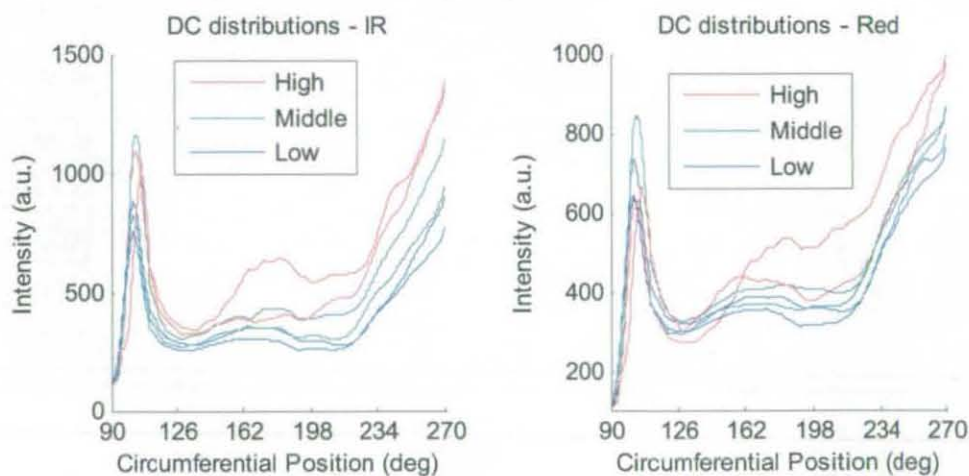 DC distributions - IR
1500
1000
500
0
Intensity (a.u.)
High
Middle
Low
90 126 162 198 234 270
Circumferential Position (deg)
DC distributions - Red
1000
800
600
400
200
Intensity (a.u.)
High
Middle
Low
90 126 162 198 234 270
Circumferential Position (deg)